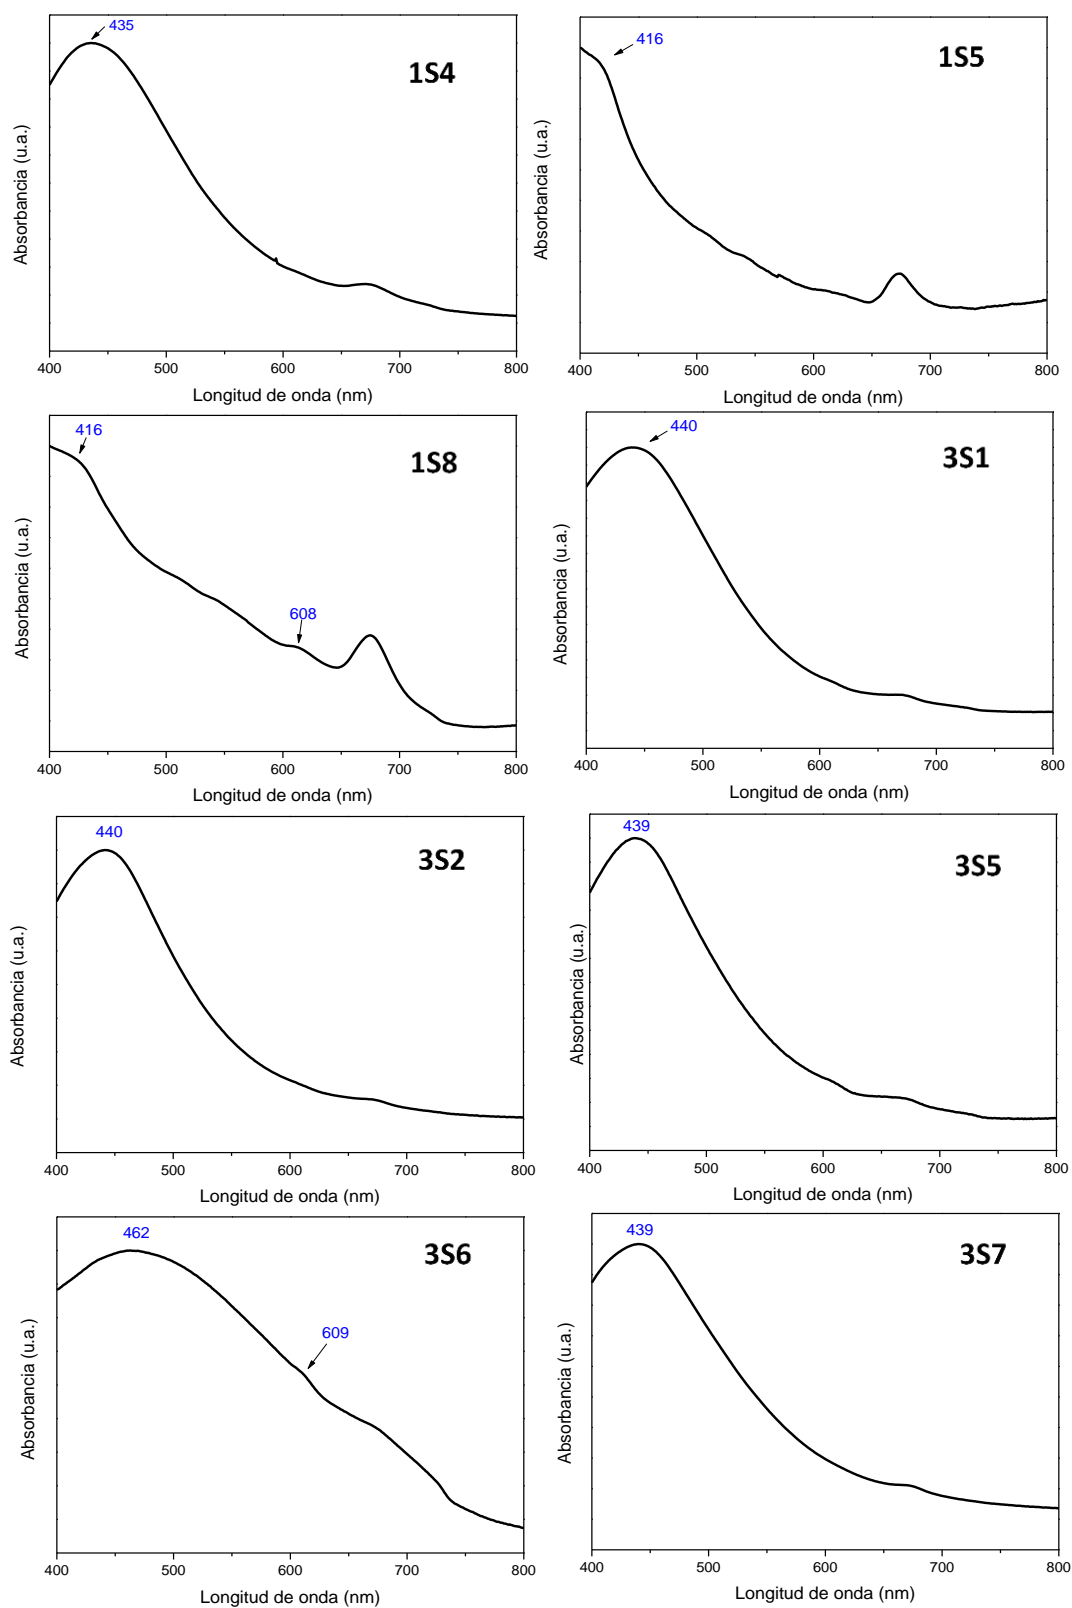 435
1S4
Absorbancia (u.a.)
400 500 600 700 800
Longitud de onda (nm)
416
1S5
Absorbancia (u.a.)
400 500 600 700 800
Longitud de onda (nm)
416
1S8
608
Absorbancia (u.a.)
400 500 600 700 800
Longitud de onda (nm)
440
3S1
Absorbancia (u.a.)
400 500 600 700 800
Longitud de onda (nm)
440
3S2
Absorbancia (u.a.)
400 500 600 700 800
Longitud de onda (nm)
439
3S5
Absorbancia (u.a.)
400 500 600 700 800
Longitud de onda (nm)
462
3S6
609
Absorbancia (u.a.)
400 500 600 700 800
Longitud de onda (nm)
439
3S7
Absorbancia (u.a.)
400 500 600 700 800
Longitud de onda (nm)